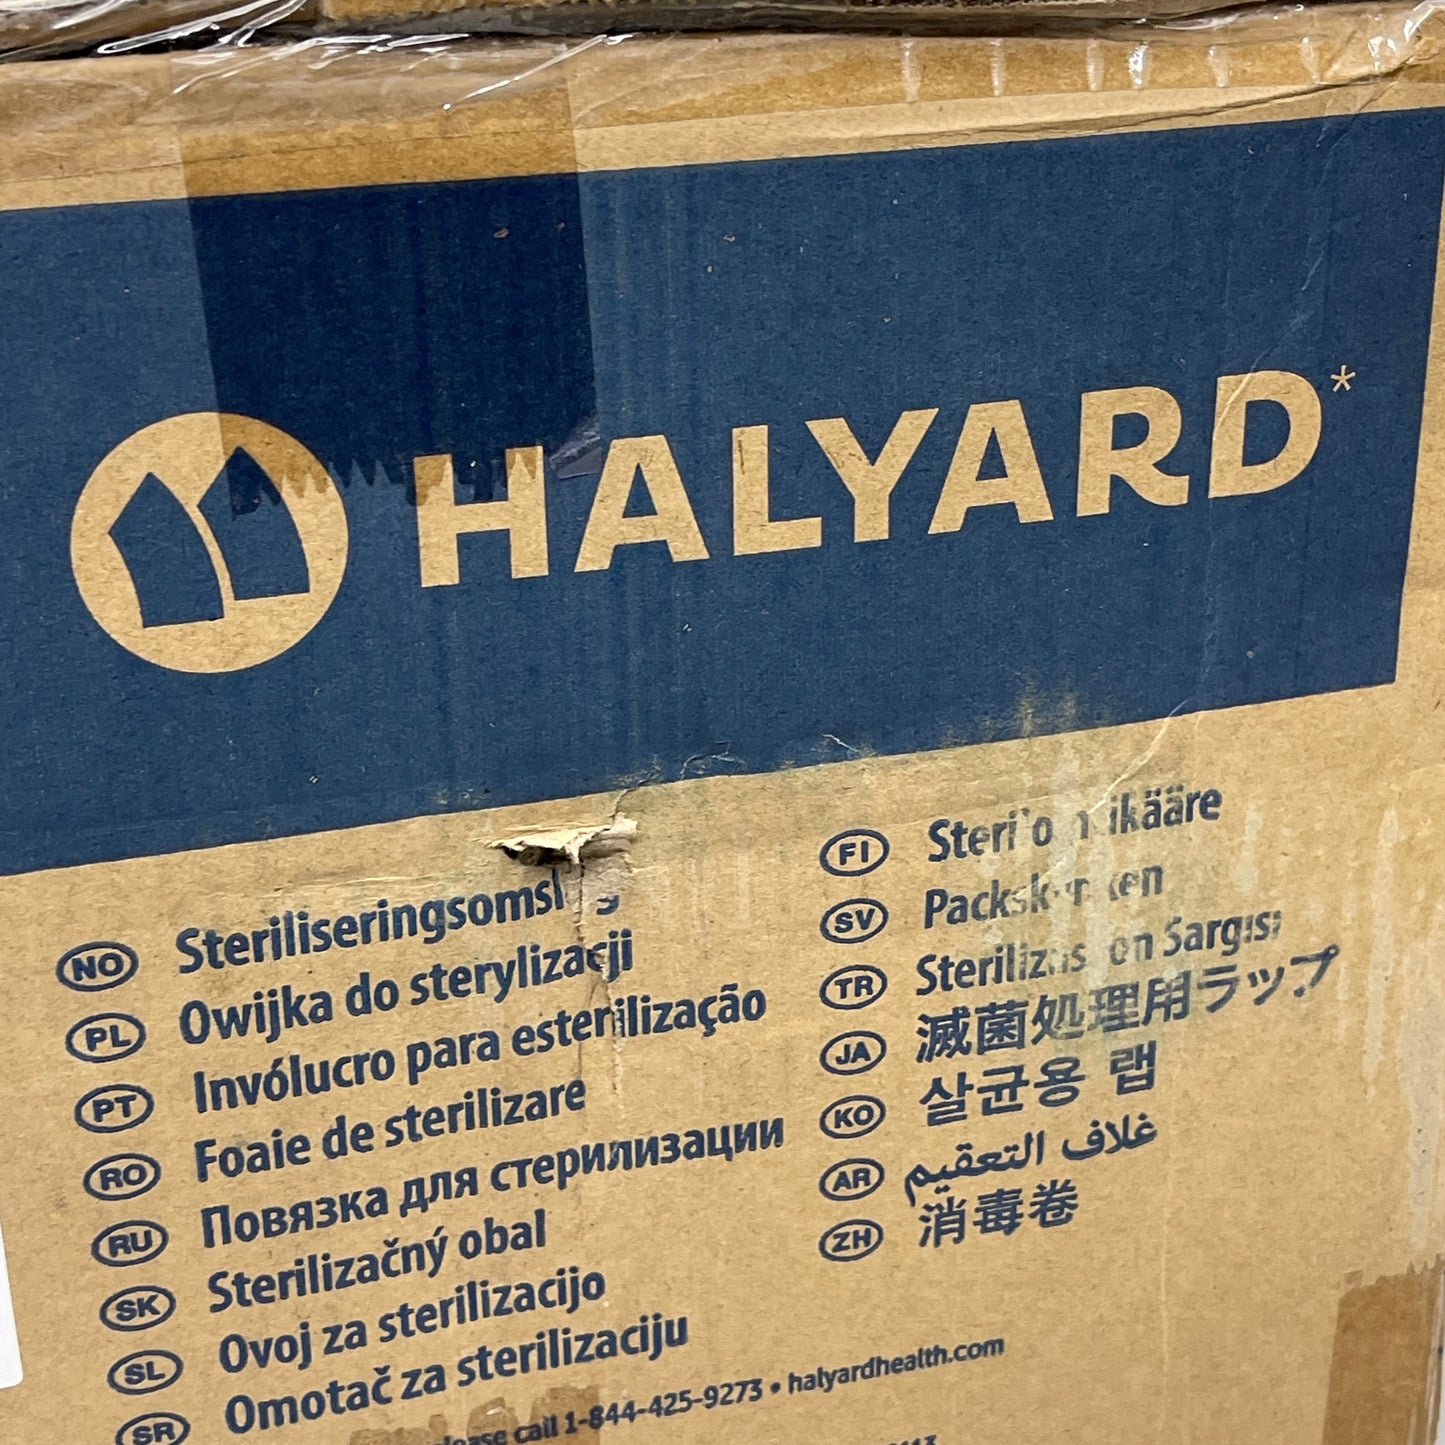 HALYARD*
NO Steriliseringsomsl g
PL Owijka do sterylizacji
PT Invólucro para esterilização
RO Foaie de sterilizare
RU Повязка для стерилизации
SK Sterilizačný obal
SL Ovoj za sterilizacijo
SR Omotač za sterilizaciju
FI
SV
TR Sargısı
JA 滅菌処理用ラップ
KO 살균용 랩
AR غلاف التعقيم
ZH 消毒卷
please call 1-844-425-9273 • halyardhealth.com